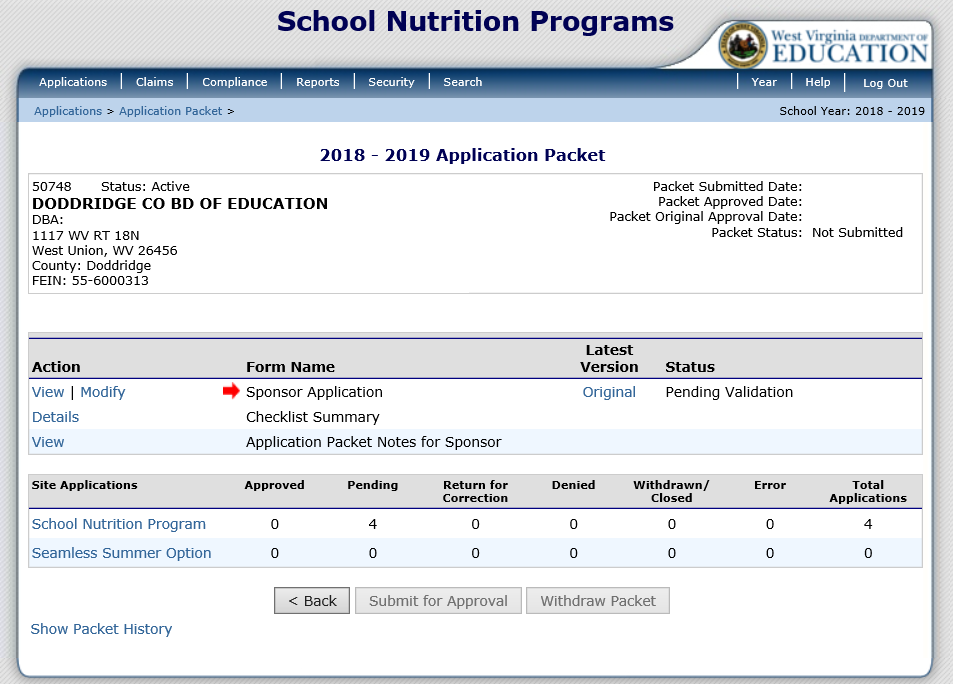 School Nutrition Programs
West Virginia DEPARTMENT OF
EDUCATION
Applications Claims Compliance Reports Security Search Year Help Log Out
Applications > Application Packet > School Year: 2018 - 2019
2018 - 2019 Application Packet
50748 Status: Active
DODDRIDGE CO BD OF EDUCATION
DBA:
1117 WV RT 18N
West Union, WV 26456
County: Doddridge
FEIN: 55-6000313
Packet Submitted Date:
Packet Approved Date:
Packet Original Approval Date:
Packet Status: Not Submitted
Action Form Name Latest Version Status
View | Modify Sponsor Application Original Pending Validation
Details Checklist Summary
View Application Packet Notes for Sponsor
Site Applications Approved Pending Return for Correction Denied Withdrawn/ Closed Error Total Applications
School Nutrition Program 0 4 0 0 0 0 4
Seamless Summer Option 0 0 0 0 0 0 0
< Back Submit for Approval Withdraw Packet
Show Packet History